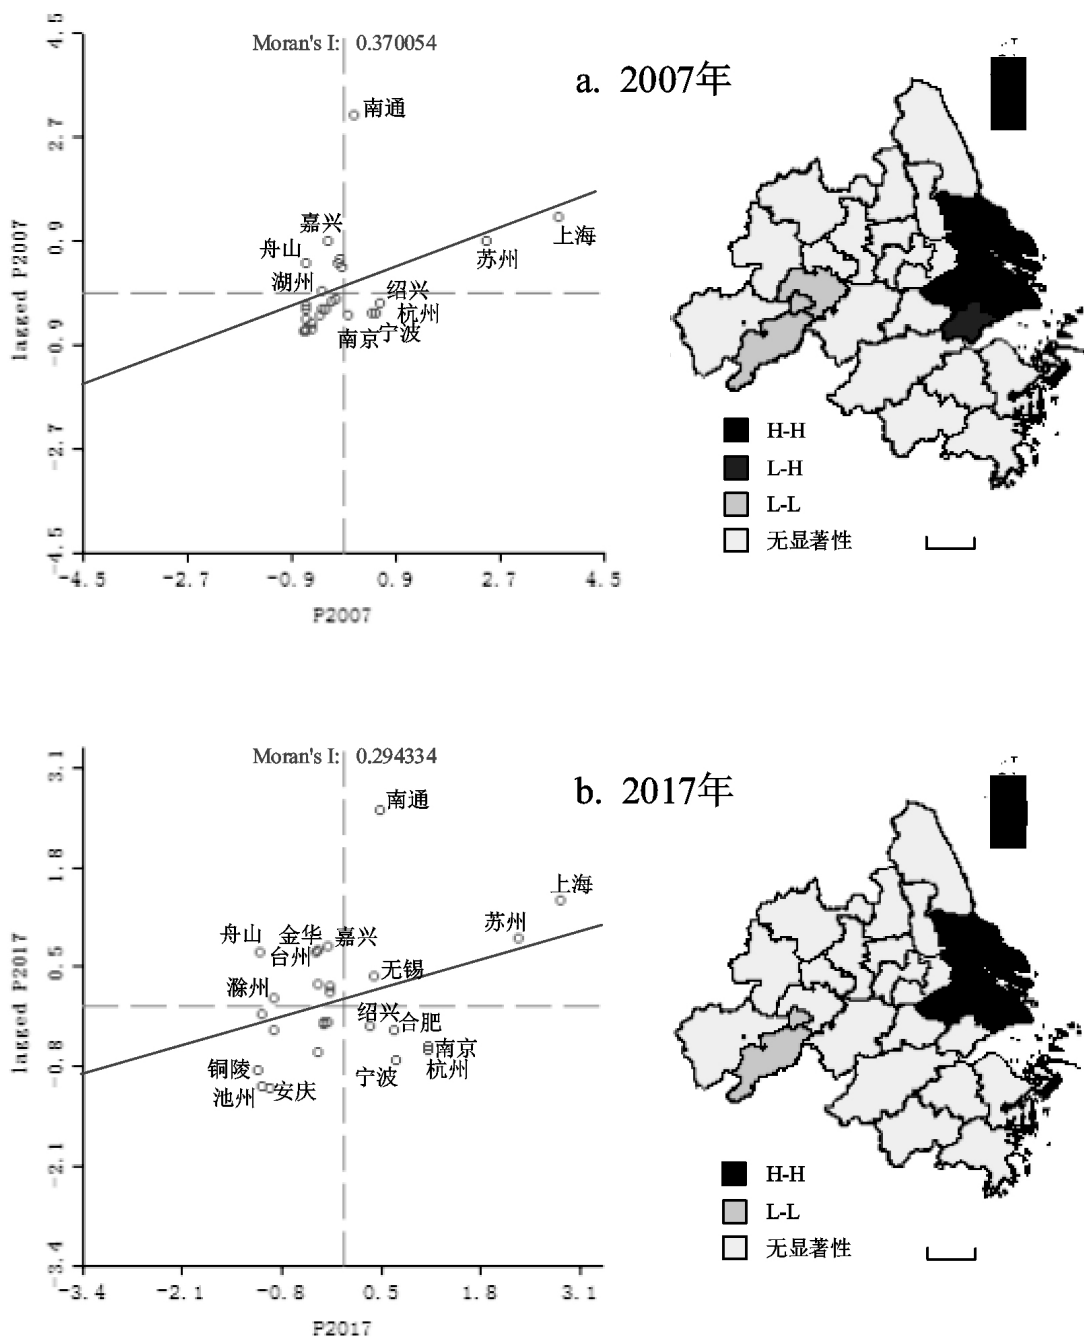 a. 2007年
Moran's I: 0.370054
4.5
2.7
0.9
-0.9
-2.7
-4.5
lagged P2007
南通
嘉兴
舟山
湖州
上海
苏州
绍兴
杭州
南京
宁波
-4.5 -2.7 -0.9 0.9 2.7 4.5
P2007
H-H
L-H
L-L
无显著性
b. 2017年
Moran's I: 0.294334
3.1
1.8
0.5
-0.8
-2.1
-3.4
lagged P2017
南通
上海
苏州
舟山
金华
嘉兴
台州
无锡
滁州
绍兴
合肥
南京
杭州
宁波
铜陵
池州
安庆
-3.4 -2.1 -0.8 0.5 1.8 3.1
P2017
H-H
L-L
无显著性